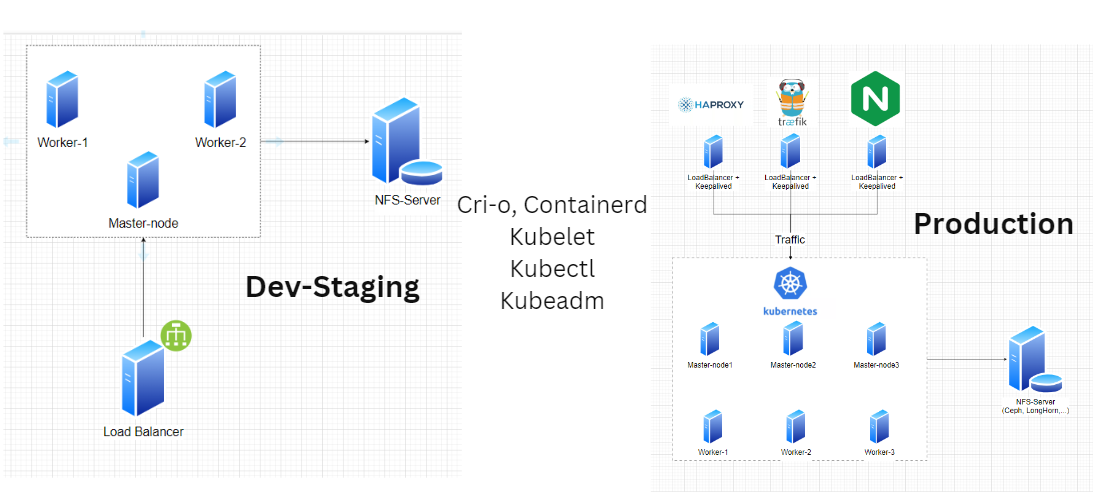 Worker-1
Worker-2
Master-node
NFS-Server
Dev-Staging
Load Balancer
Cri-o, Containerd
Kubelet
Kubectl
Kubeadm
HAPROXY
træfik
N
LoadBalancer +
Keepalived
LoadBalancer +
Keepalived
LoadBalancer +
Keepalived
Production
Traffic
kubernetes
Master-node1
Master-node2
Master-node3
Worker-1
Worker-2
Worker-3
NFS-Server
(Ceph, LongHorn,...)